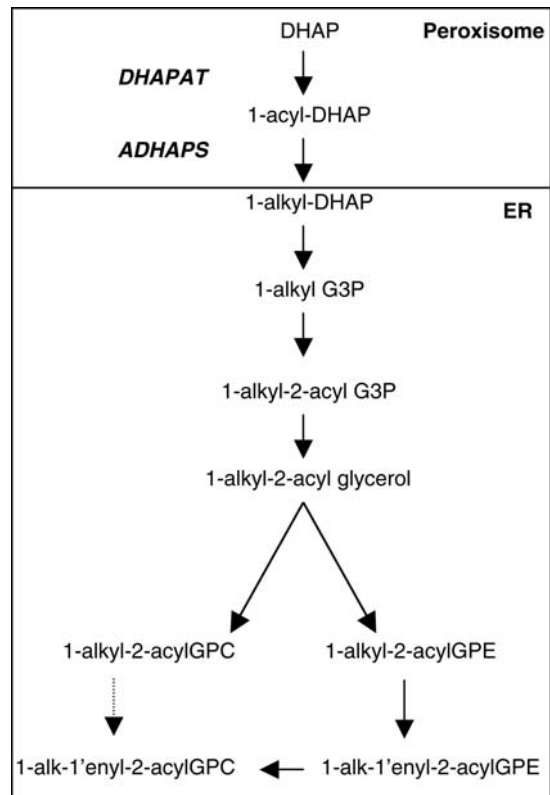 DHAP
Peroxisome
DHAPAT
1-acyl-DHAP
ADHAPS
1-alkyl-DHAP
ER
1-alkyl G3P
1-alkyl-2-acyl G3P
1-alkyl-2-acyl glycerol
1-alkyl-2-acylGPC
1-alkyl-2-acylGPE
1-alk-1'enyl-2-acylGPC
1-alk-1'enyl-2-acylGPE